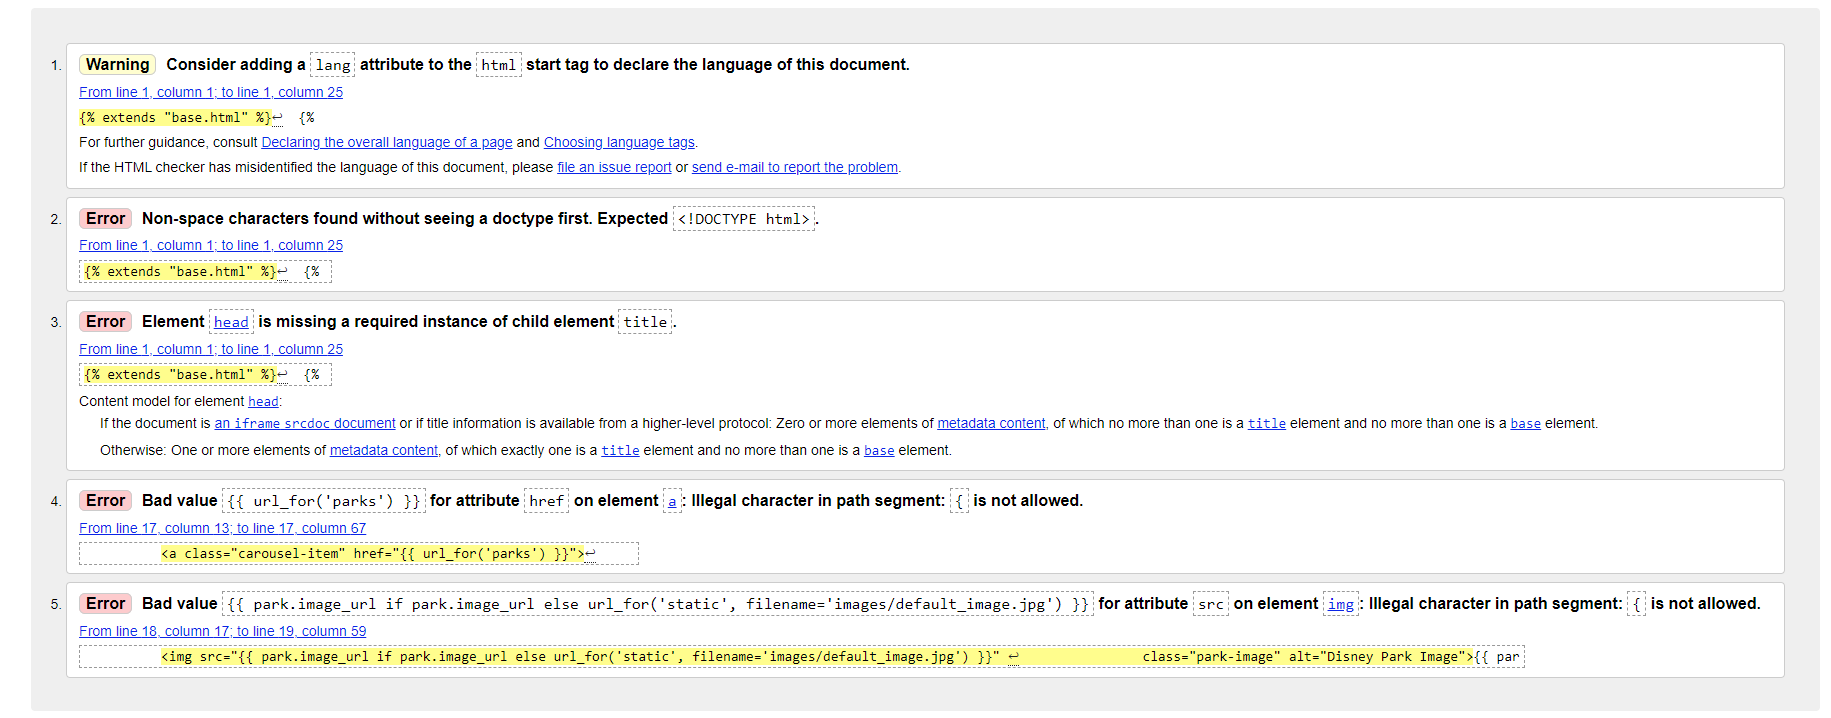 1. Warning Consider adding a lang attribute to the html start tag to declare the language of this document.
From line 1, column 1; to line 1, column 25
{% extends "base.html" %}↩ {%
For further guidance, consult Declaring the overall language of a page and Choosing language tags.
If the HTML checker has misidentified the language of this document, please file an issue report or send e-mail to report the problem.
2. Error Non-space characters found without seeing a doctype first. Expected <!DOCTYPE html>.
From line 1, column 1; to line 1, column 25
{% extends "base.html" %}↩ {%
3. Error Element head is missing a required instance of child element title.
From line 1, column 1; to line 1, column 25
{% extends "base.html" %}↩ {%
Content model for element head:
If the document is an iframe srcdoc document or if title information is available from a higher-level protocol: Zero or more elements of metadata content, of which no more than one is a title element and no more than one is a base element.
Otherwise: One or more elements of metadata content, of which exactly one is a title element and no more than one is a base element.
4. Error Bad value {{ url_for('parks') }} for attribute href on element a: Illegal character in path segment: { is not allowed.
From line 17, column 13; to line 17, column 67
<a class="carousel-item" href="{{ url_for('parks') }}">↩
5. Error Bad value {{ park.image_url if park.image_url else url_for('static', filename='images/default_image.jpg') }} for attribute src on element img: Illegal character in path segment: { is not allowed.
From line 18, column 17; to line 19, column 59
<img src="{{ park.image_url if park.image_url else url_for('static', filename='images/default_image.jpg') }}" ↩ class="park-image" alt="Disney Park Image">{{ par